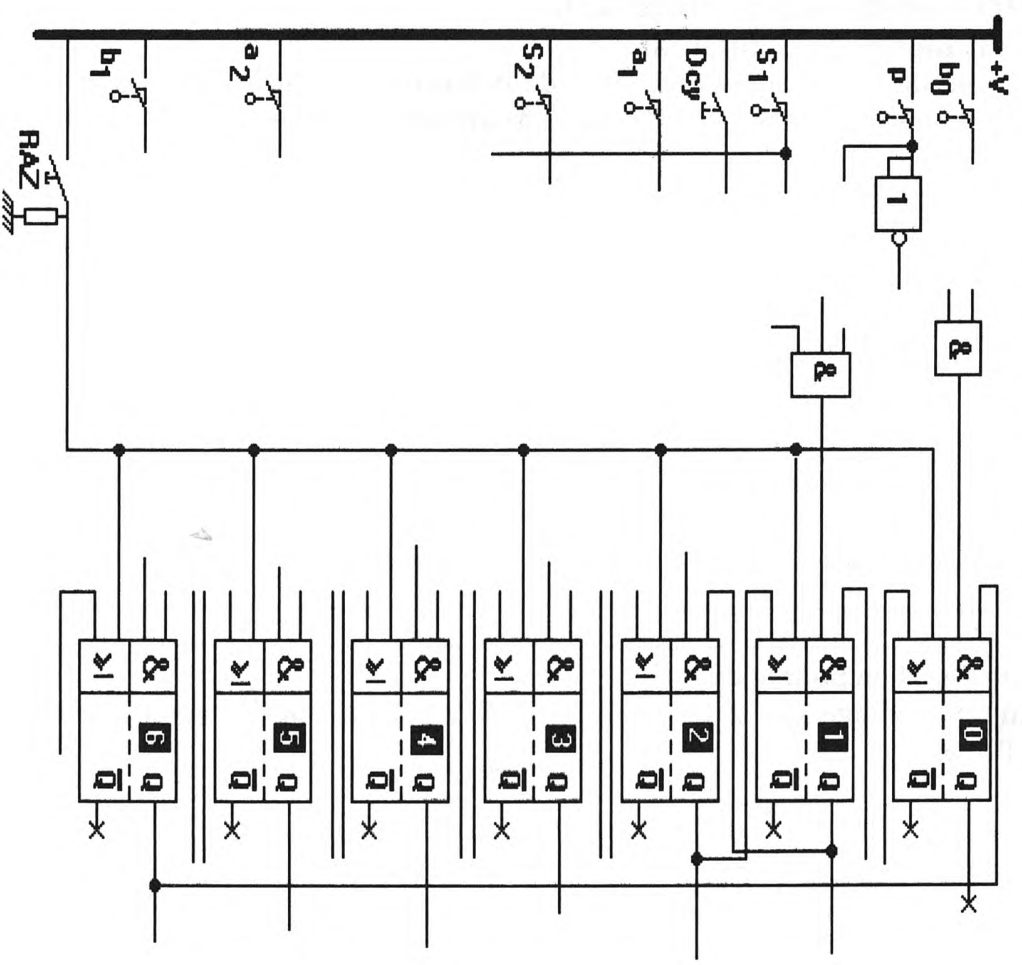 +V
b0
&
& 0 Q
≥1 Q̅
p
1
&
& 1 Q
≥1 Q̅
S1
Dcy
a1
& 2 Q
≥1 Q̅
S2
& 3 Q
≥1 Q̅
& 4 Q
≥1 Q̅
a2
& 5 Q
≥1 Q̅
b1
& 6 Q
≥1 Q̅
RAZ